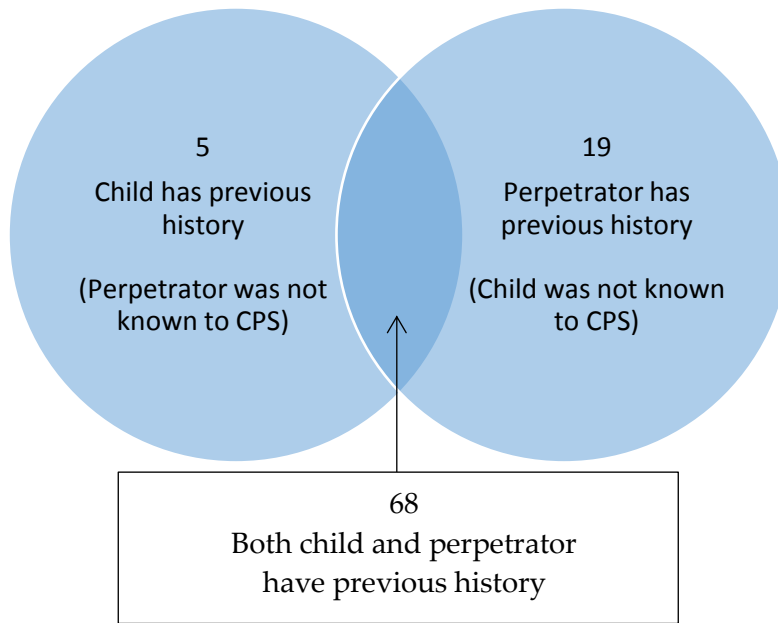 5
Child has previous
history
(Perpetrator was not
known to CPS)
19
Perpetrator has
previous history
(Child was not known
to CPS)
68
Both child and perpetrator
have previous history